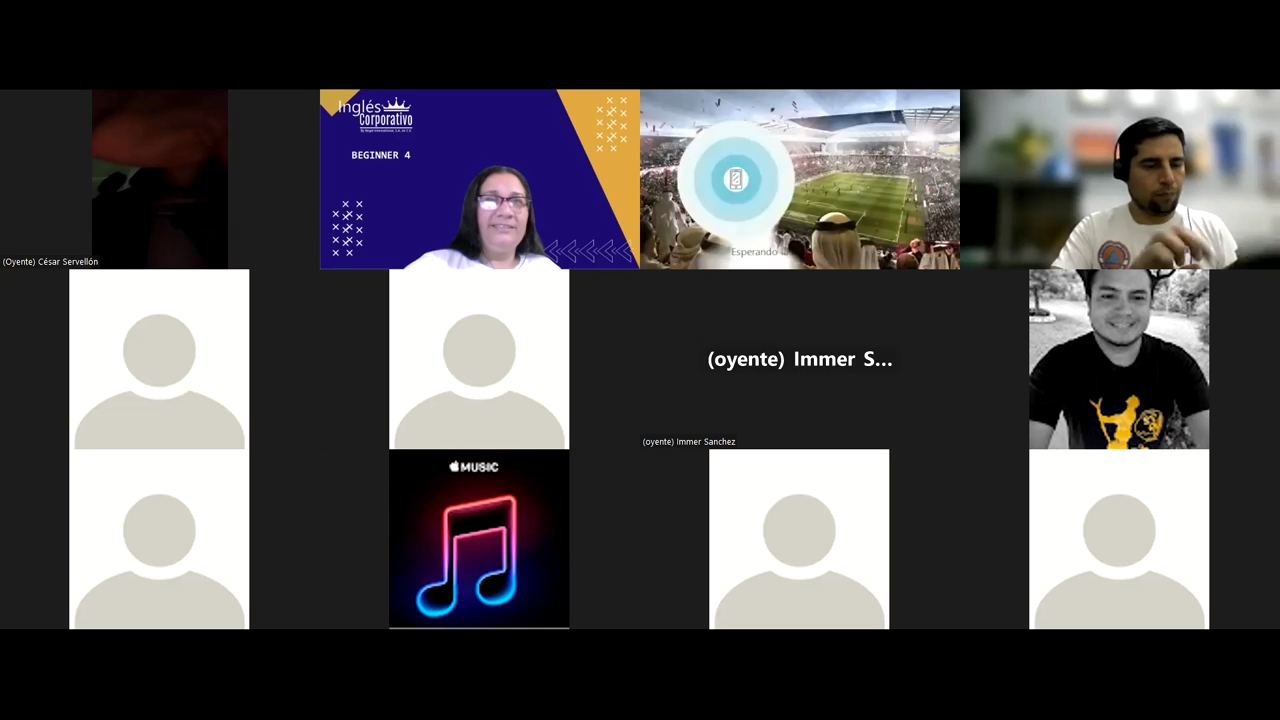 Inglés
Corporativo
BEGINNER 4
Esperando
(Oyente) César Servellón
(oyente) Immer S...
(oyente) Immer Sanchez
MUSIC